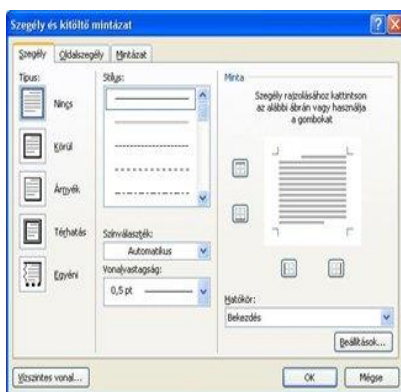 Szegély és kitöltő mintázat
Szegély Oldalszegély Mintázat
Típus:
Nincs
Körül
Árnyék
Térhatás
Egyéni
Stílus:
Színválaszték:
Automatikus
Vonalvastagság:
0,5 pt
Minta
Szegély rajzolásához kattintson
az alábbi ábrán vagy használja
a gombokat
Hatókör:
Bekezdés
Beállítások...
Vízszintes vonal...
OK Mégse